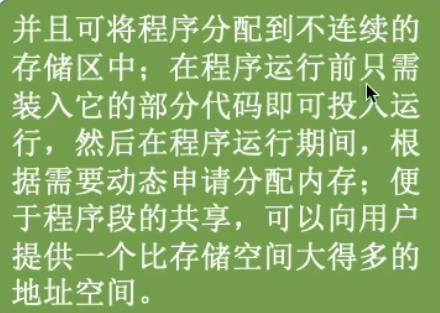 并且可将程序分配到不连续的
存储区中；在程序运行前只需
装入它的部分代码即可投入运
行，然后在程序运行期间，根
据需要动态申请分配内存；便
于程序段的共享，可以向用户
提供一个比存储空间大得多的
地址空间。